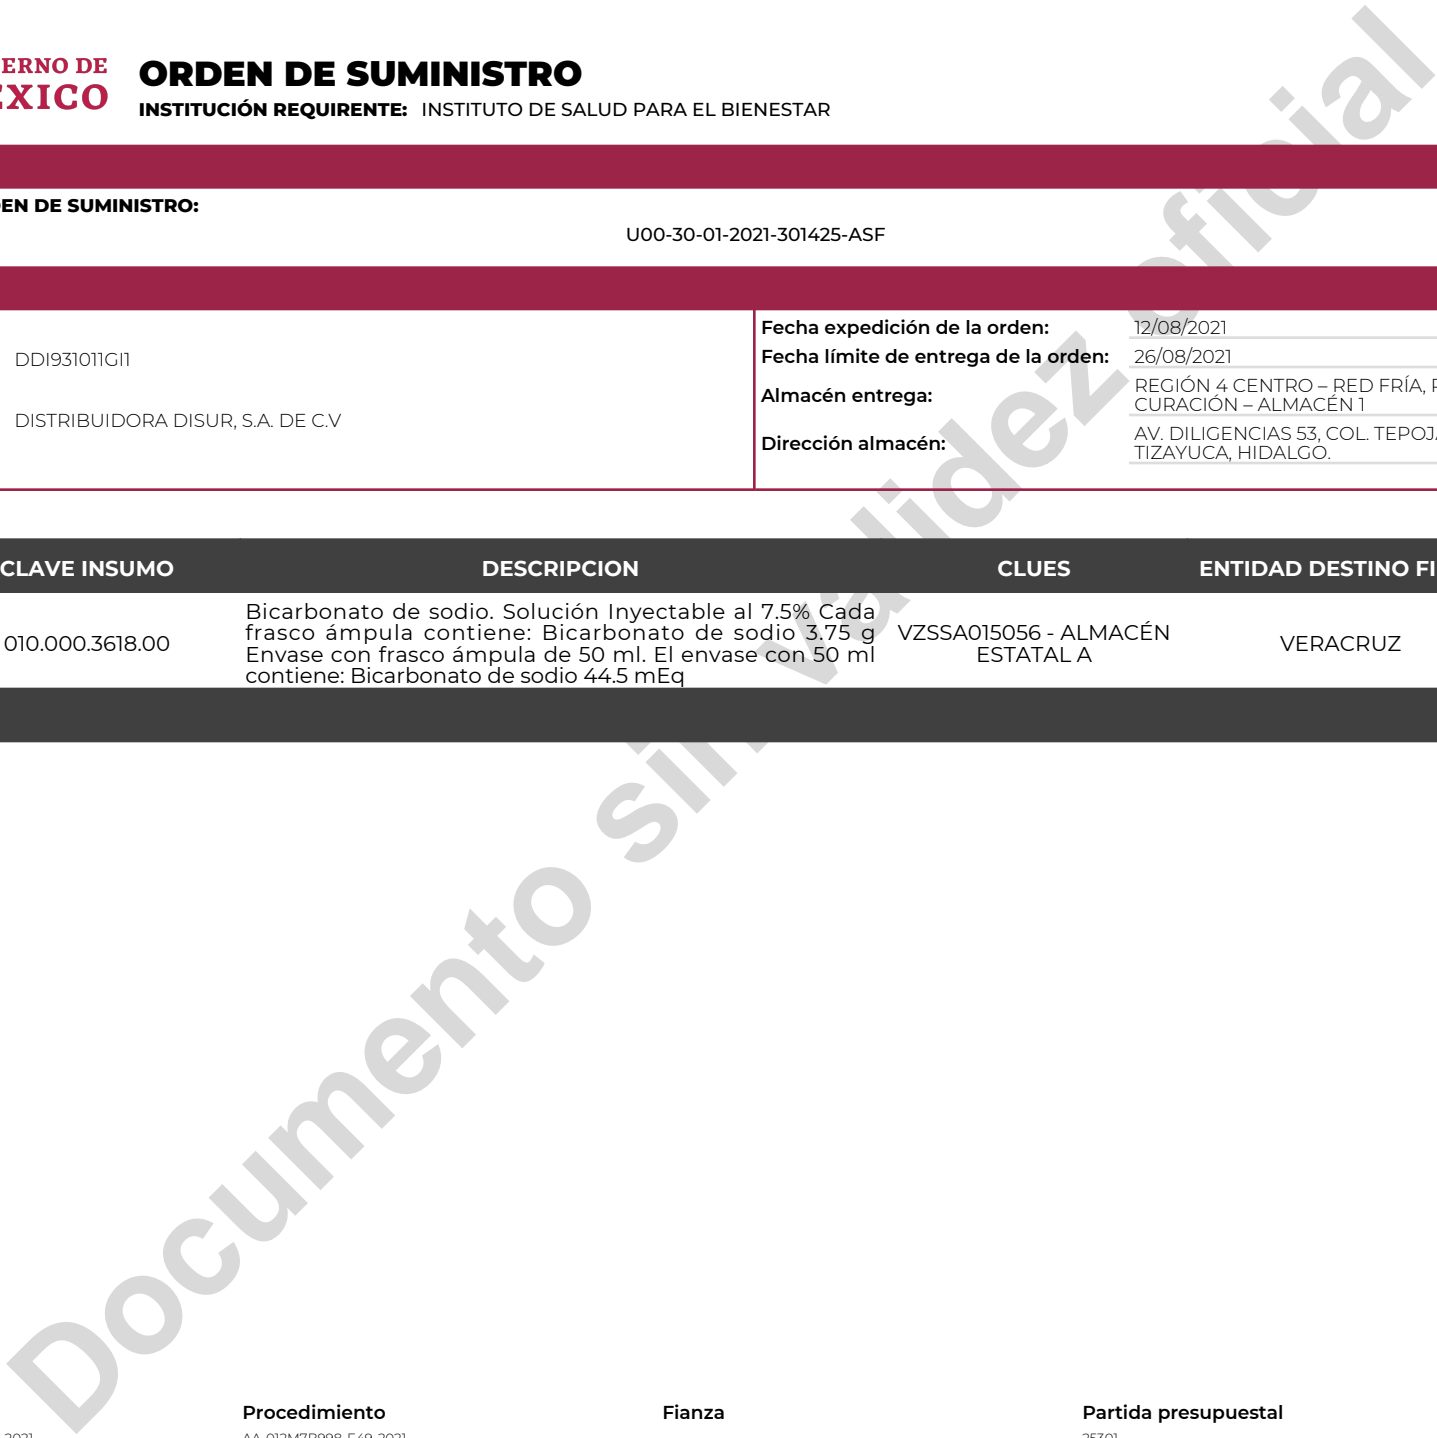 ERNO DE
ORDEN DE SUMINISTRO
INSTITUCIÓN REQUIRENTE: INSTITUTO DE SALUD PARA EL BIENESTAR
EXICO
EN DE SUMINISTRO:
U00-30-01-2021-301425-ASF
DDI931011GI1
DISTRIBUIDORA DISUR, S.A. DE C.V
Fecha expedición de la orden: 12/08/2021
Fecha límite de entrega de la orden: 26/08/2021
Almacén entrega: REGIÓN 4 CENTRO – RED FRÍA,
CURACIÓN – ALMACÉN 1
Dirección almacén: AV. DILIGENCIAS 53, COL. TEPOJ
TIZAYUCA, HIDALGO.
CLAVE INSUMO DESCRIPCION CLUES ENTIDAD DESTINO FI
010.000.3618.00
Bicarbonato de sodio. Solución Inyectable al 7.5% Cada
frasco ámpula contiene: Bicarbonato de sodio 3.75 g
Envase con frasco ámpula de 50 ml. El envase con 50 ml
contiene: Bicarbonato de sodio 44.5 mEq
VZSSA015056 - ALMACÉN
ESTATAL A
VERACRUZ
Documento sin validez oficial
Procedimiento Fianza Partida presupuestal